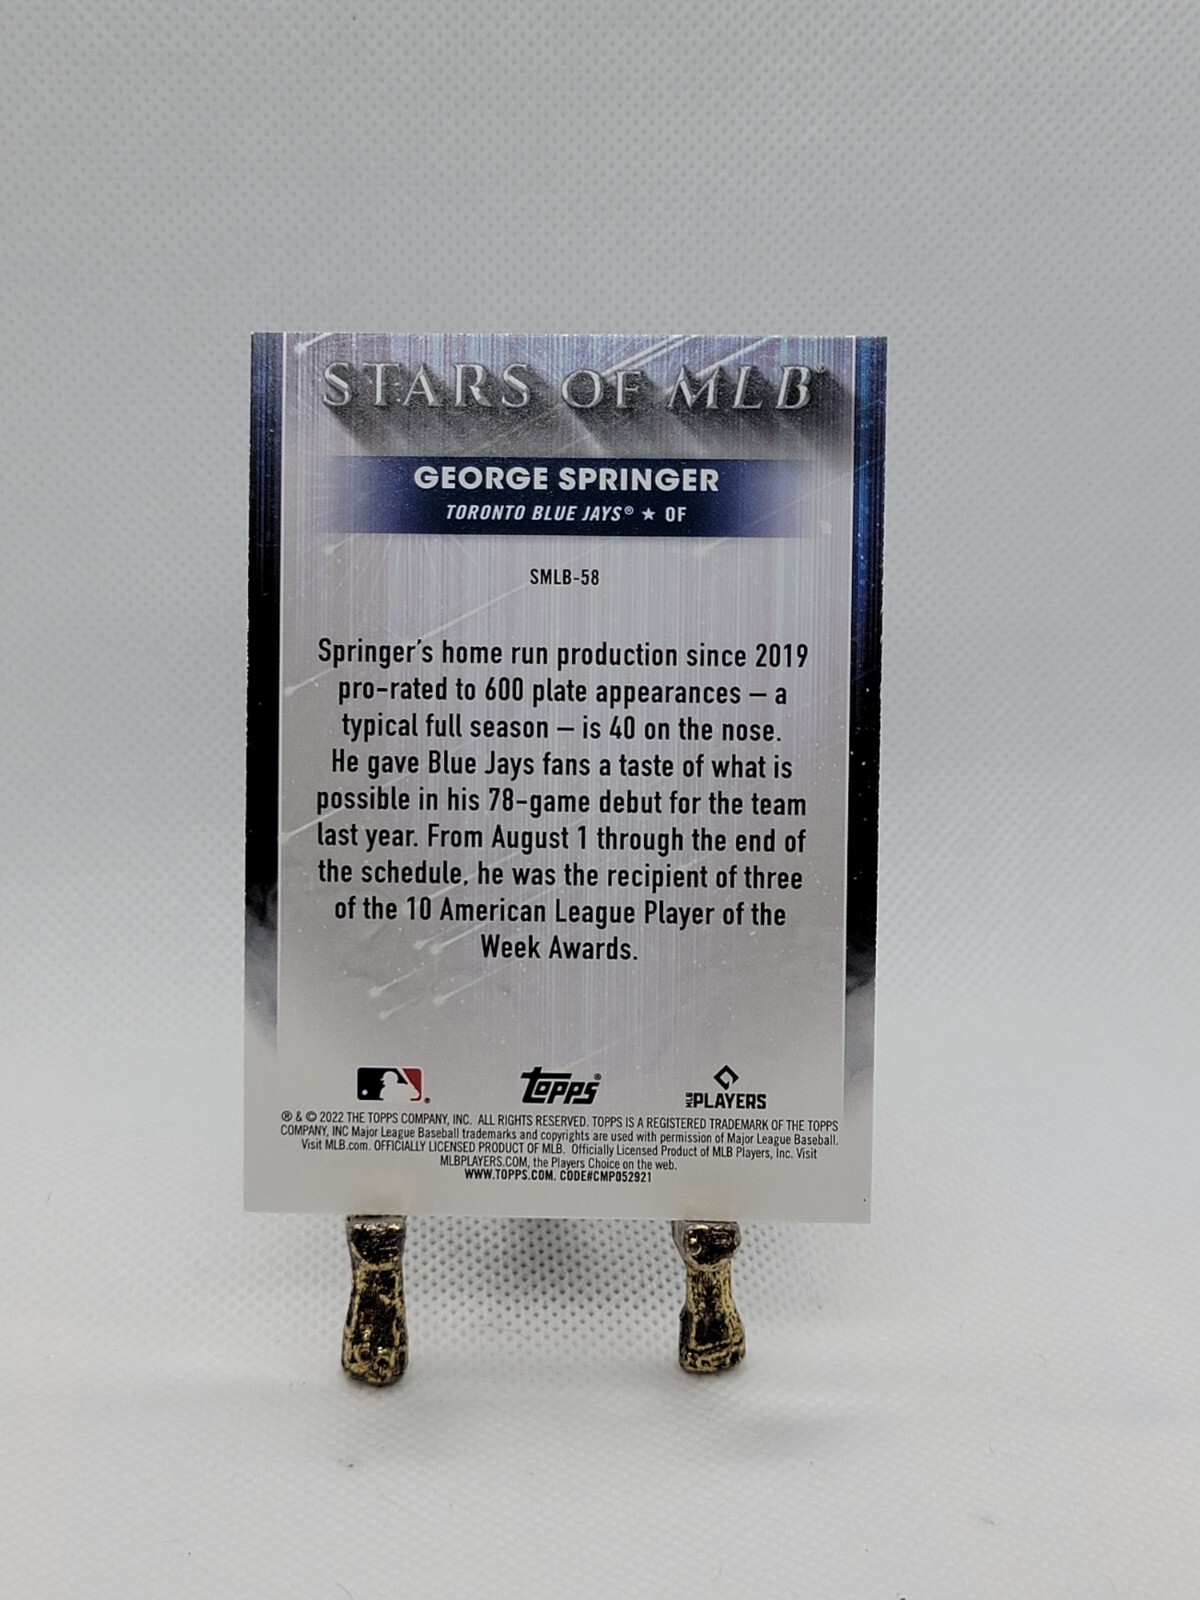 STARS OF MLB®
GEORGE SPRINGER
TORONTO BLUE JAYS® ★ OF
SMLB-58
Springer's home run production since 2019
pro-rated to 600 plate appearances — a
typical full season — is 40 on the nose.
He gave Blue Jays fans a taste of what is
possible in his 78-game debut for the team
last year. From August 1 through the end of
the schedule, he was the recipient of three
of the 10 American League Player of the
Week Awards.
topps®
MLB PLAYERS
® & © 2022 THE TOPPS COMPANY, INC. ALL RIGHTS RESERVED. TOPPS IS A REGISTERED TRADEMARK OF THE TOPPS
COMPANY, INC Major League Baseball trademarks and copyrights are used with permission of Major League Baseball.
Visit MLB.com. OFFICIALLY LICENSED PRODUCT OF MLB. Officially Licensed Product of MLB Players, Inc. Visit
MLBPLAYERS.COM, the Players Choice on the web.
WWW.TOPPS.COM. CODE#CMP052921